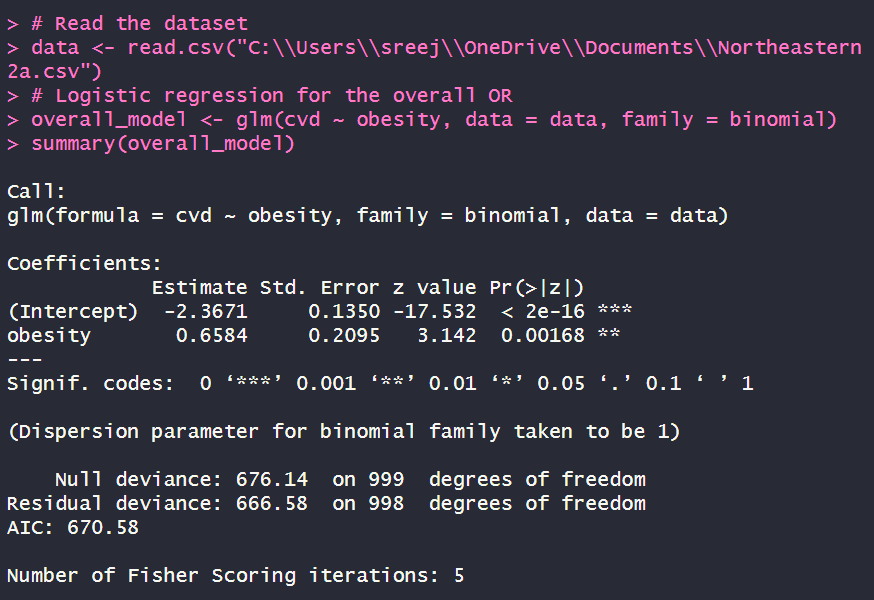 > # Read the dataset
> data <- read.csv("C:\\Users\\sreej\\OneDrive\\Documents\\Northeastern
2a.csv")
> # Logistic regression for the overall OR
> overall_model <- glm(cvd ~ obesity, data = data, family = binomial)
> summary(overall_model)

Call:
glm(formula = cvd ~ obesity, family = binomial, data = data)

Coefficients:
            Estimate Std. Error z value Pr(>|z|)
(Intercept)  -2.3671     0.1350 -17.532  < 2e-16 ***
obesity       0.6584     0.2095   3.142  0.00168 **
---
Signif. codes:  0 ‘***’ 0.001 ‘**’ 0.01 ‘*’ 0.05 ‘.’ 0.1 ‘ ’ 1

(Dispersion parameter for binomial family taken to be 1)

    Null deviance: 676.14  on 999  degrees of freedom
Residual deviance: 666.58  on 998  degrees of freedom
AIC: 670.58

Number of Fisher Scoring iterations: 5